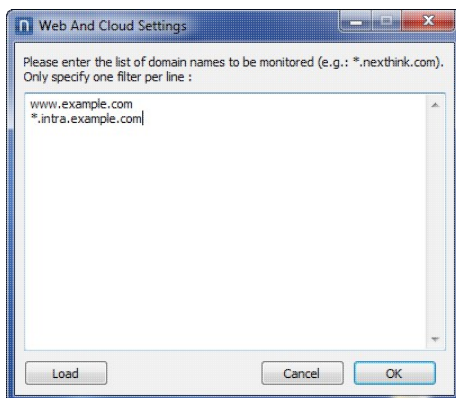 Web And Cloud Settings
Please enter the list of domain names to be monitored (e.g.: *.nexthink.com).
Only specify one filter per line :
www.example.com
*.intra.example.com
Load Cancel OK